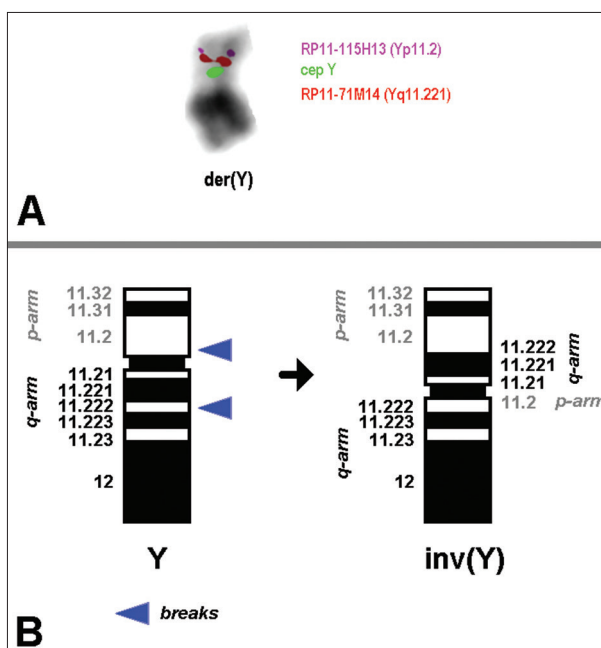 RP11-115H13 (Yp11.2)
cep Y
RP11-71M14 (Yq11.221)
der(Y)
A
p-arm
11.32
11.31
11.2
q-arm
11.21
11.221
11.222
11.223
11.23
12
Y
p-arm
11.32
11.31
11.2
11.222
11.221
11.21
q-arm
11.2 p-arm
11.222
11.223
11.23
q-arm
12
inv(Y)
breaks
B